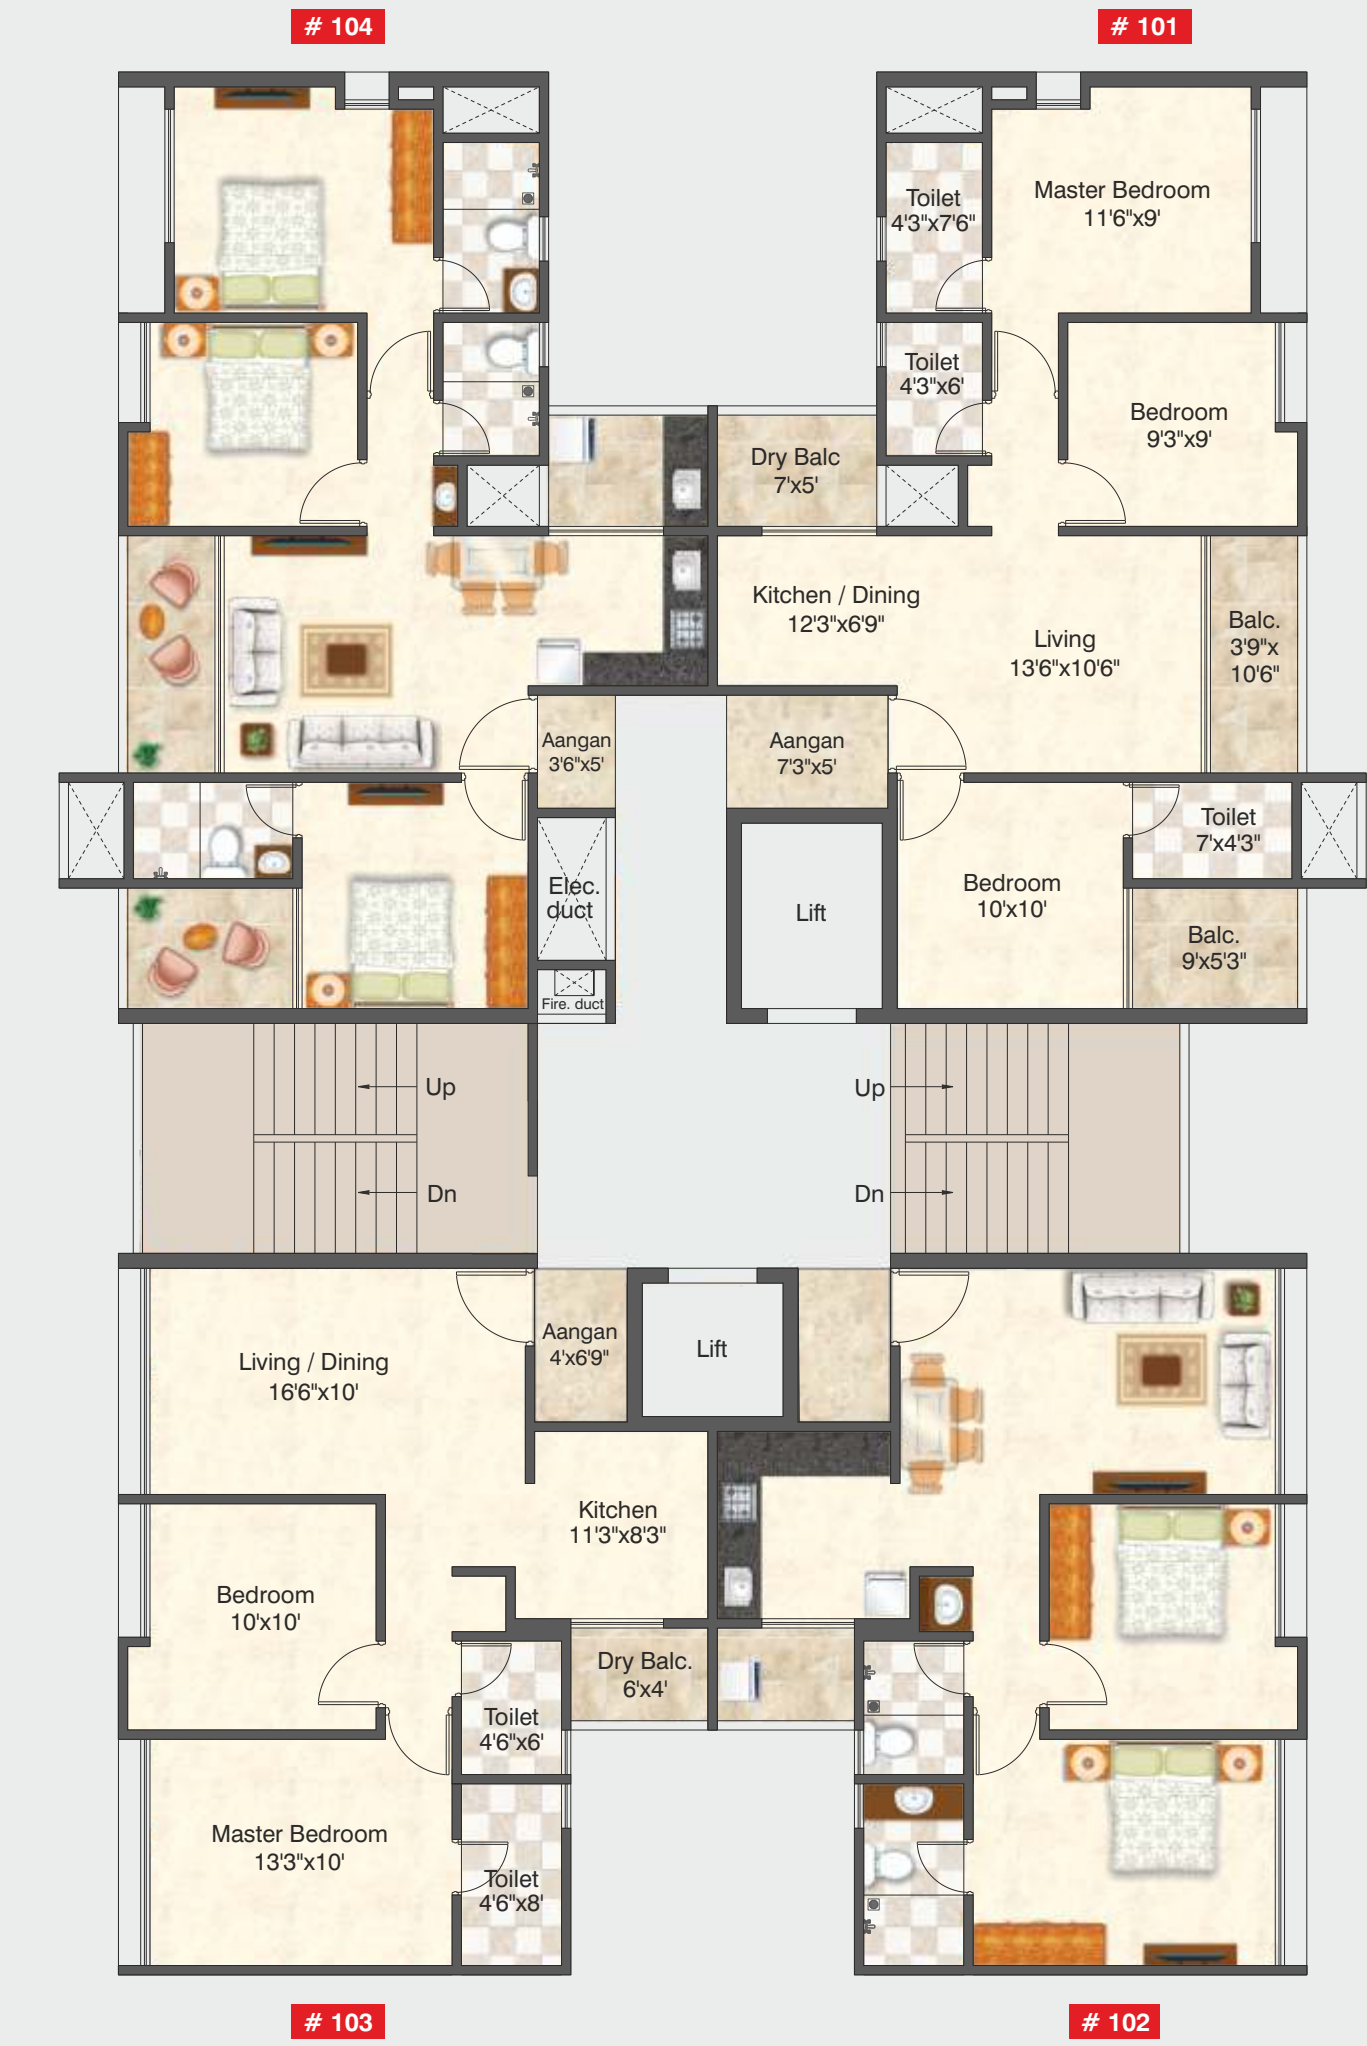 # 104
# 101
Toilet
4'3"x7'6"
Master Bedroom
11'6"x9'
Toilet
4'3"x6'
Bedroom
9'3"x9'
Dry Balc
7'x5'
Kitchen / Dining
12'3"x6'9"
Living
13'6"x10'6"
Balc.
3'9"x
10'6"
Aangan
3'6"x5'
Aangan
7'3"x5'
Toilet
7'x4'3"
Elec.
duct
Lift
Bedroom
10'x10'
Balc.
9'x5'3"
Fire. duct
Up
Up
Dn
Dn
Living / Dining
16'6"x10'
Aangan
4'x6'9"
Lift
Kitchen
11'3"x8'3"
Bedroom
10'x10'
Dry Balc.
6'x4'
Toilet
4'6"x6'
Master Bedroom
13'3"x10'
Toilet
4'6"x8'
# 103
# 102